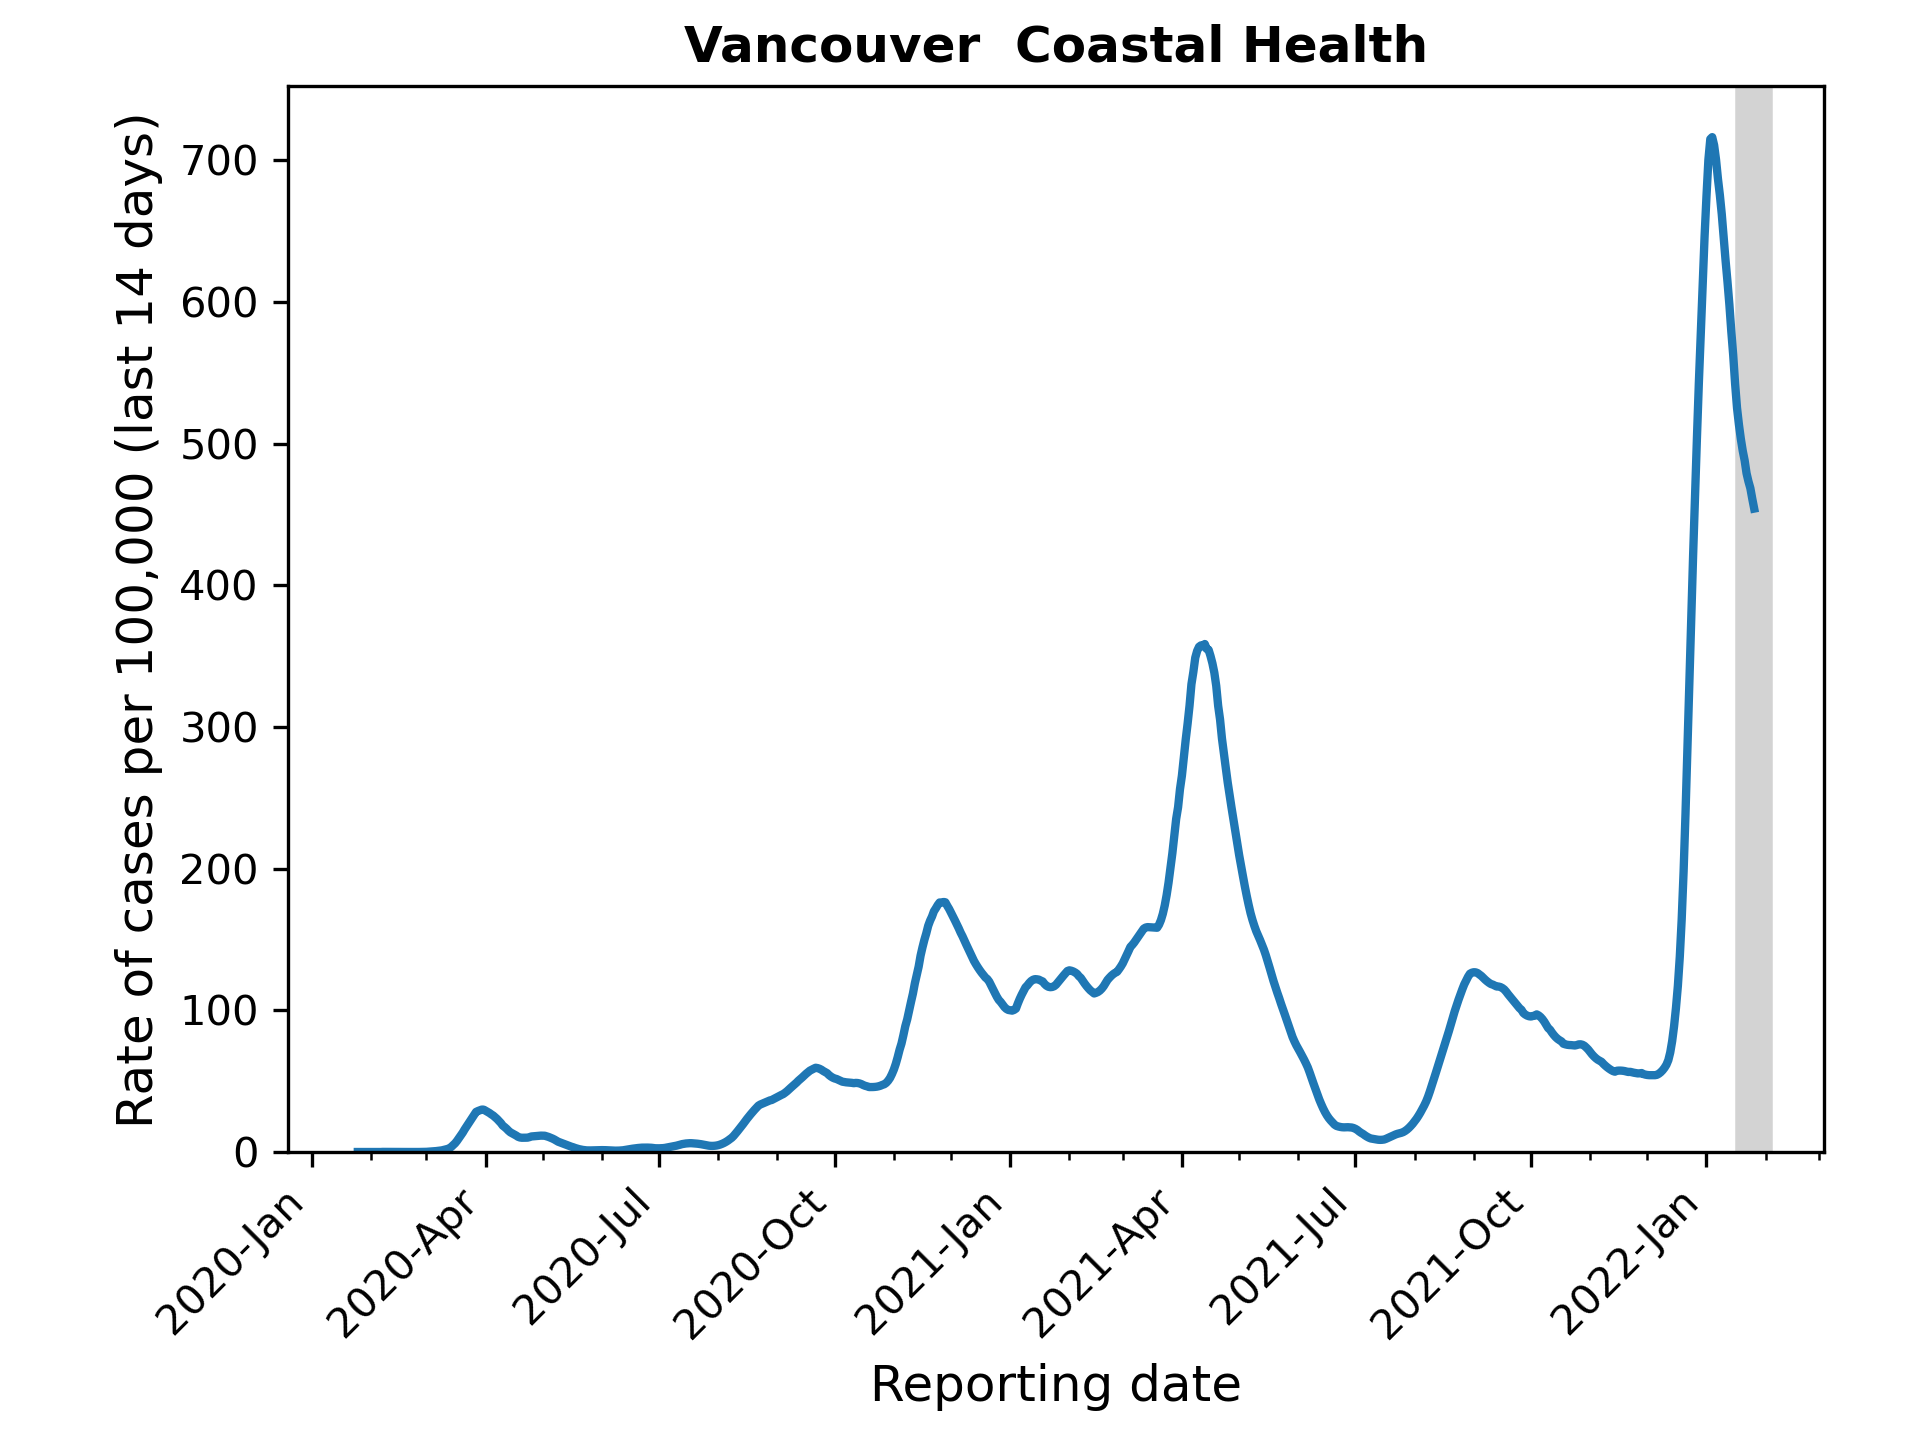 Vancouver  Coastal Health
Rate of cases per 100,000 (last 14 days)
700
600
500
400
300
200
100
0
2020-Jan
2020-Apr
2020-Jul
2020-Oct
2021-Jan
2021-Apr
2021-Jul
2021-Oct
2022-Jan
Reporting date